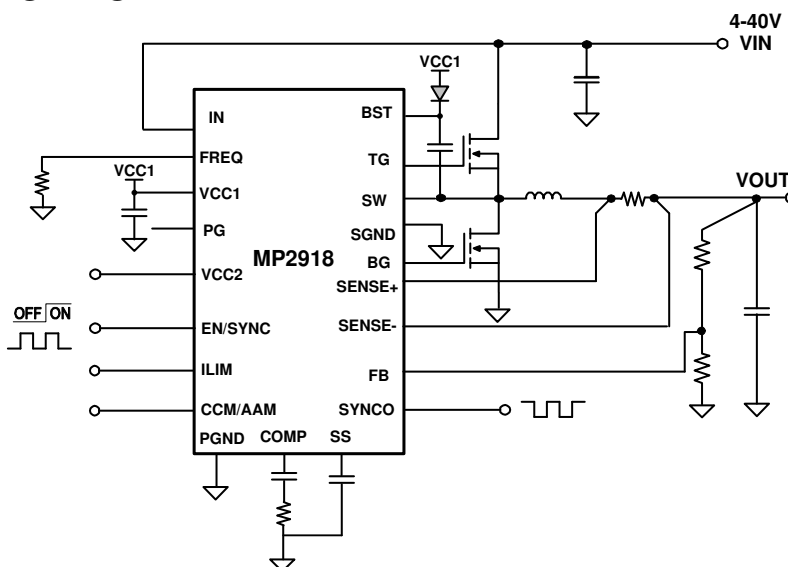 4-40V
VIN
VCC1
IN
BST
FREQ
VCC1
TG
VCC1
SW
VOUT
PG
SGND
MP2918
BG
VCC2
SENSE+
OFF ON
EN/SYNC
SENSE-
ILIM
FB
CCM/AAM
SYNCO
PGND
COMP
SS